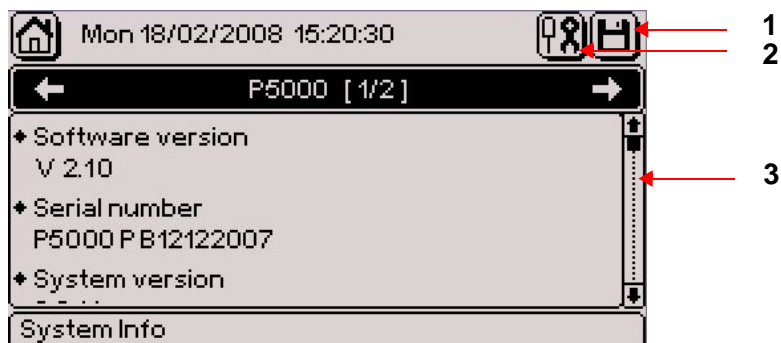 Mon 18/02/2008 15:20:30
1
2
P5000 [1/2]
Software version
V 2.10
3
Serial number
P5000 P B12122007
System version
System Info